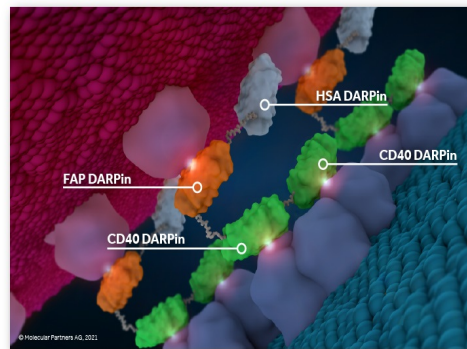 HSA DARPin
CD40 DARPin
FAP DARPin
CD40 DARPin
© Molecular Partners AG, 2021